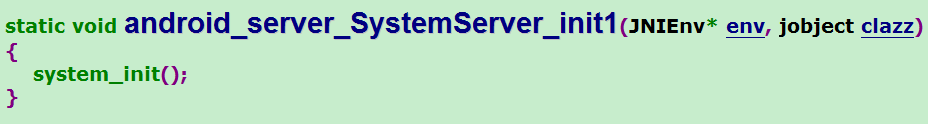 static void android_server_SystemServer_init1(JNIEnv* env, jobject clazz)
{
system_init();
}